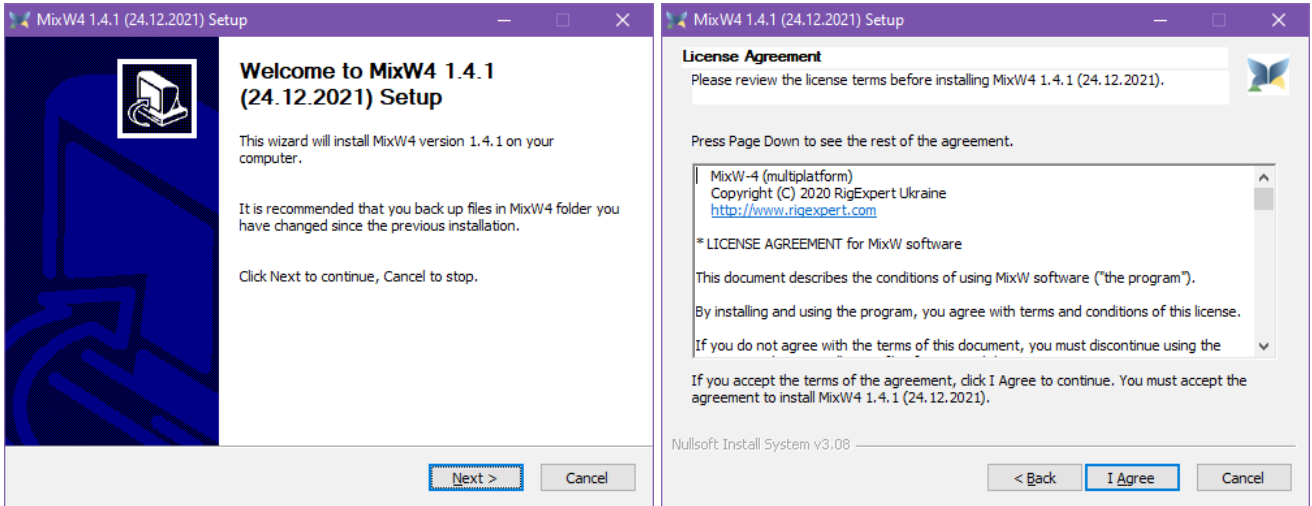 MixW4 1.4.1 (24.12.2021) Setup
Welcome to MixW4 1.4.1
(24.12.2021) Setup
This wizard will install MixW4 version 1.4.1 on your
computer.
It is recommended that you back up files in MixW4 folder you
have changed since the previous installation.
Click Next to continue, Cancel to stop.
Next >
Cancel
MixW4 1.4.1 (24.12.2021) Setup
License Agreement
Please review the license terms before installing MixW4 1.4.1 (24.12.2021).
Press Page Down to see the rest of the agreement.
MixW-4 (multiplatform)
Copyright (C) 2020 RigExpert Ukraine
http://www.rigexpert.com
* LICENSE AGREEMENT for MixW software
This document describes the conditions of using MixW software ("the program").
By installing and using the program, you agree with terms and conditions of this license.
If you do not agree with the terms of this document, you must discontinue using the
If you accept the terms of the agreement, click I Agree to continue. You must accept the
agreement to install MixW4 1.4.1 (24.12.2021).
Nullsoft Install System v3.08
< Back
I Agree
Cancel